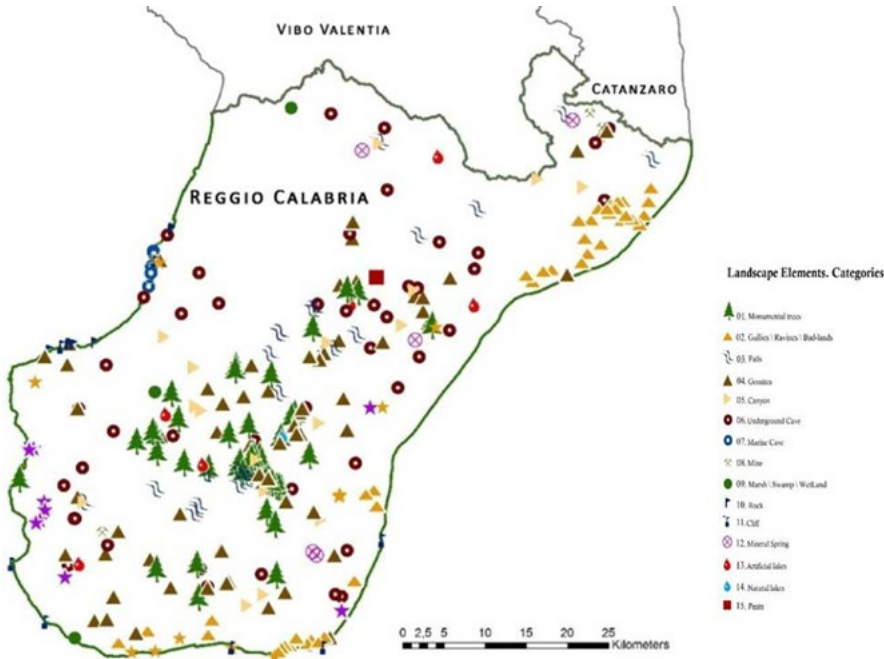 VIBO VALENTIA
CATANZARO
REGGIO CALABRIA
Landscape Elements. Categories
01. Monumental trees
02. Gullies \ Ravines \ Bad-lands
03. Falls
04. Geosites
05. Canyon
06. Underground Cave
07. Marine Cave
08. Mine
09. Marsh \ Swamp \ WetLand
10. Rock
11. Cliff
12. Mineral Spring
13. Artificial lakes
14. Natural lakes
15. Peats
0 2,5 5 10 15 20 25
Kilometers